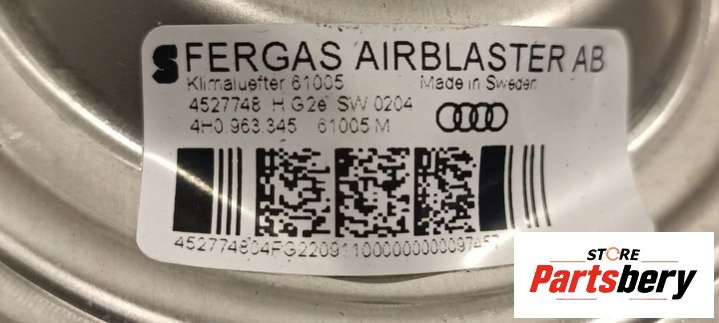 S FERGAS AIRBLASTER AB
Klimaluefter 61005 Made in Sweden
4527748 H G2e SW 0204
4H0.963.345 61005 M
STORE
Partsbery